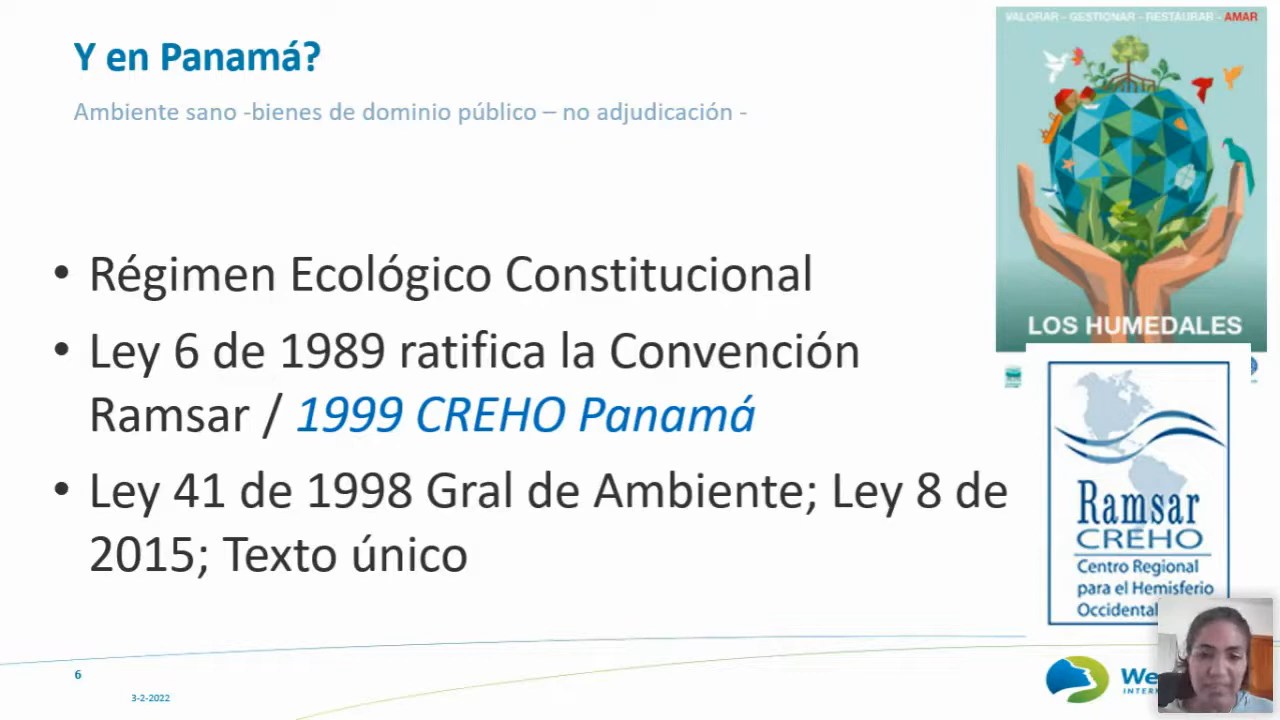 Y en Panamá?
Ambiente sano -bienes de dominio público – no adjudicación -
• Régimen Ecológico Constitucional
• Ley 6 de 1989 ratifica la Convención
Ramsar / 1999 CREHO Panamá
• Ley 41 de 1998 Gral de Ambiente; Ley 8 de
2015; Texto único
VALORAR - GESTIONAR - RESTAURAR - AMAR
LOS HUMEDALES
Ramsar
CREHO
Centro Regional
para el Hemisferio
Occidental
6
3-2-2022